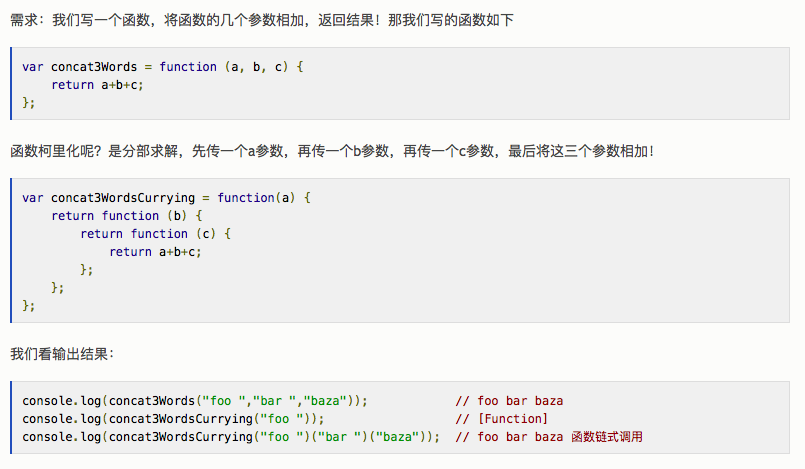 需求：我们写一个函数，将函数的几个参数相加，返回结果！那我们写的函数如下
var concat3Words = function (a, b, c) {
    return a+b+c;
};
函数柯里化呢？是分部求解，先传一个a参数，再传一个b参数，再传一个c参数，最后将这三个参数相加！
var concat3WordsCurrying = function(a) {
    return function (b) {
        return function (c) {
            return a+b+c;
        };
    };
};
我们看输出结果：
console.log(concat3Words("foo ","bar ","baza"));            // foo bar baza
console.log(concat3WordsCurrying("foo "));                  // [Function]
console.log(concat3WordsCurrying("foo ")("bar ")("baza"));  // foo bar baza 函数链式调用